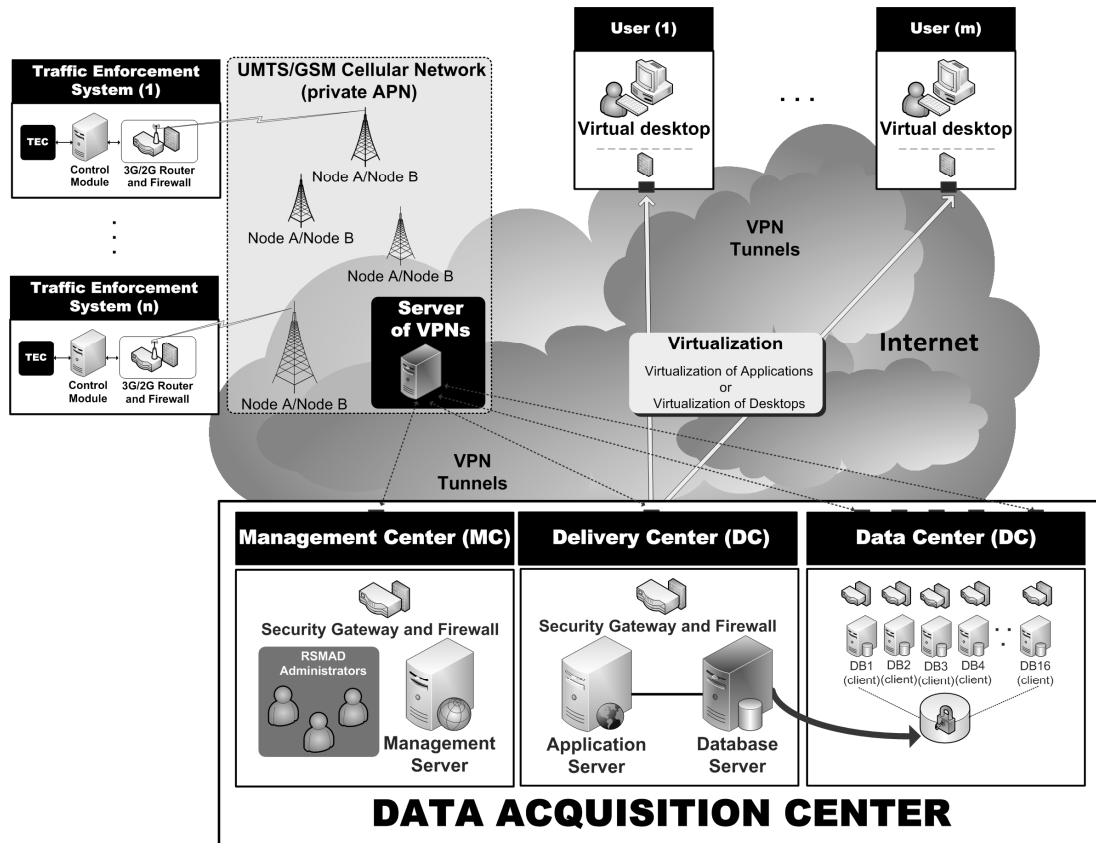 Traffic Enforcement
System (1)
TEC
Control
Module
3G/2G Router
and Firewall
Traffic Enforcement
System (n)
TEC
Control
Module
3G/2G Router
and Firewall
UMTS/GSM Cellular Network
(private APN)
Node A/Node B
Node A/Node B
Node A/Node B
Node A/Node B
Server
of VPNs
User (1)
Virtual desktop
. . .
User (m)
Virtual desktop
VPN
Tunnels
Internet
Virtualization
Virtualization of Applications
or
Virtualization of Desktops
VPN
Tunnels
Management Center (MC)
Security Gateway and Firewall
RSMAD
Administrators
Management
Server
Delivery Center (DC)
Security Gateway and Firewall
Application
Server
Database
Server
Data Center (DC)
DB1
(client)
DB2
(client)
DB3
(client)
DB4
(client)
DB16
(client)
DATA ACQUISITION CENTER